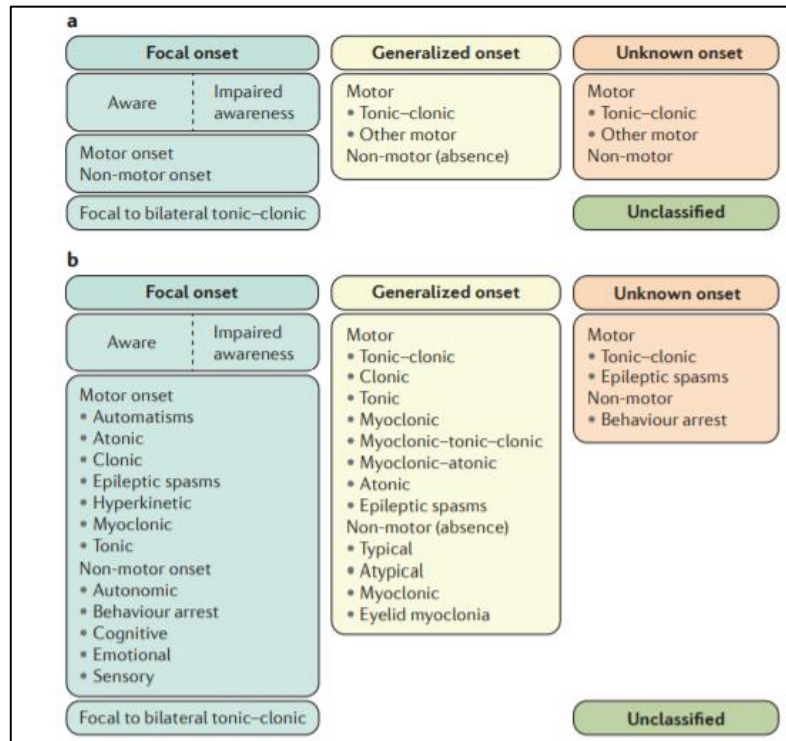 a
Focal onset
Aware
Impaired
awareness
Motor onset
Non-motor onset
Focal to bilateral tonic–clonic
Generalized onset
Motor
• Tonic–clonic
• Other motor
Non-motor (absence)
Unknown onset
Motor
• Tonic–clonic
• Other motor
Non-motor
Unclassified
b
Focal onset
Aware
Impaired
awareness
Motor onset
• Automatisms
• Atonic
• Clonic
• Epileptic spasms
• Hyperkinetic
• Myoclonic
• Tonic
Non-motor onset
• Autonomic
• Behaviour arrest
• Cognitive
• Emotional
• Sensory
Focal to bilateral tonic–clonic
Generalized onset
Motor
• Tonic–clonic
• Clonic
• Tonic
• Myoclonic
• Myoclonic–tonic–clonic
• Myoclonic–atonic
• Atonic
• Epileptic spasms
Non-motor (absence)
• Typical
• Atypical
• Myoclonic
• Eyelid myoclonia
Unknown onset
Motor
• Tonic–clonic
• Epileptic spasms
Non-motor
• Behaviour arrest
Unclassified